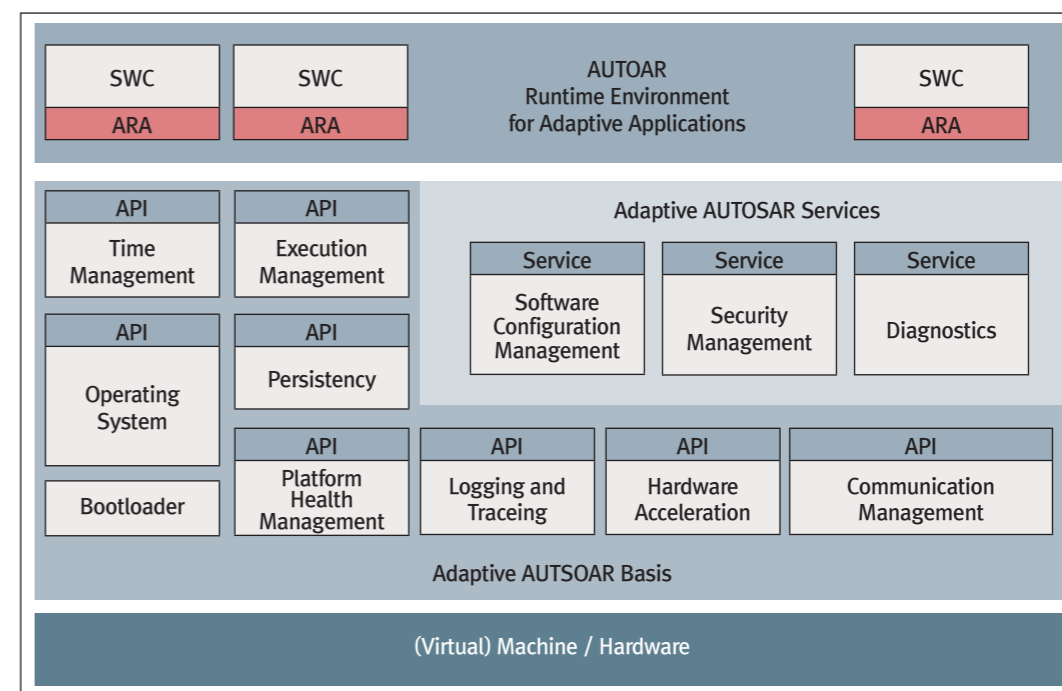 SWC
ARA
SWC
ARA
AUTOAR
Runtime Environment
for Adaptive Applications
SWC
ARA
API
Time
Management
API
Execution
Management
Adaptive AUTOSAR Services
Service
Software
Configuration
Management
Service
Security
Management
Service
Diagnostics
API
Operating
System
API
Persistency
Bootloader
API
Platform
Health
Management
API
Logging and
Traceing
API
Hardware
Acceleration
API
Communication
Management
Adaptive AUTSOAR Basis
(Virtual) Machine / Hardware